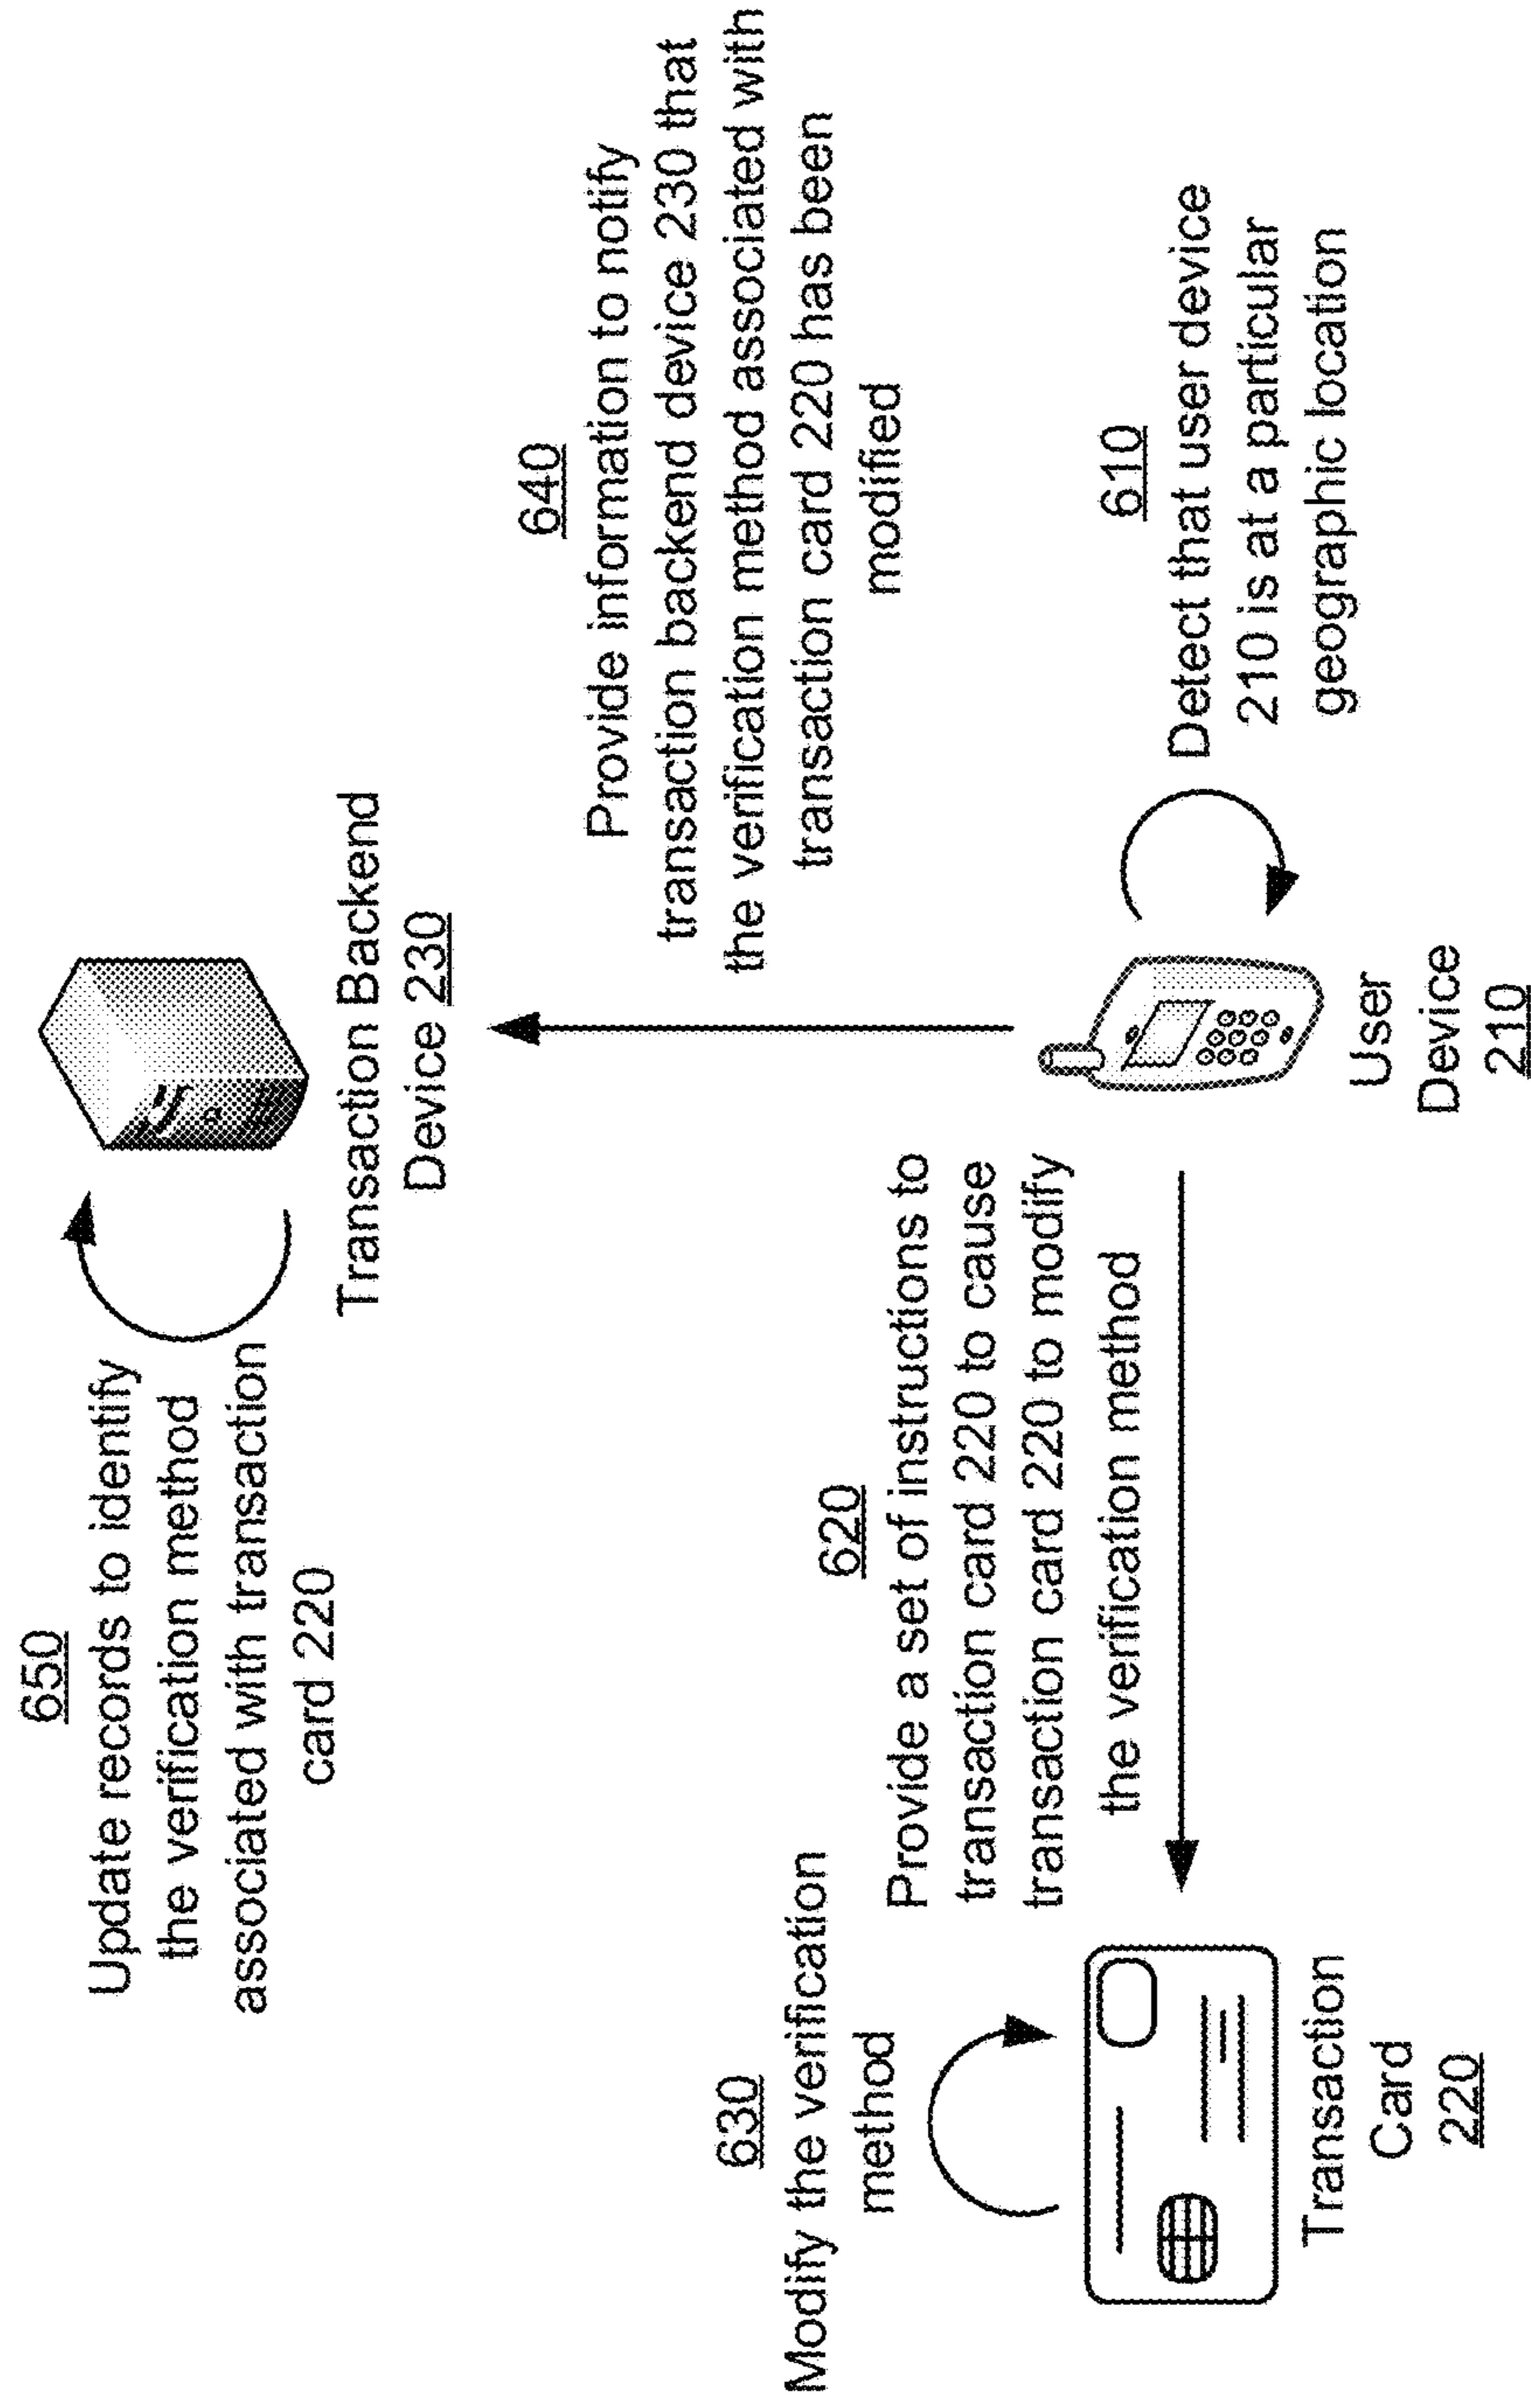 650
Update records to identify
the verification method
associated with transaction
card 220
Transaction Backend
Device 230
640
Provide information to notify
transaction backend device 230 that
the verification method associated with
transaction card 220 has been
modified
630
Modify the verification
method
620
Provide a set of instructions to
transaction card 220 to cause
transaction card 220 to modify
the verification method
610
Detect that user device
210 is at a particular
geographic location
Transaction
Card
220
User
Device
210